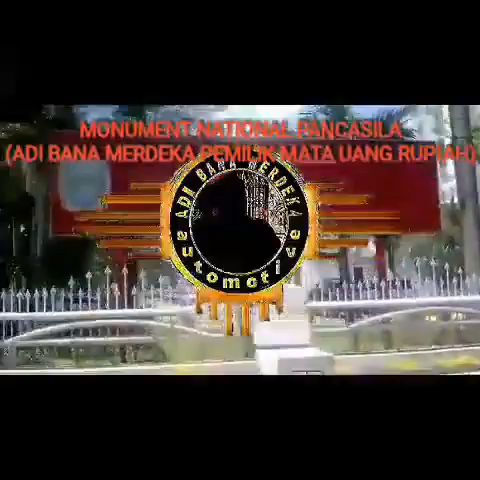 MONUMENT NATIONAL PANCASILA
(ADI BANA MERDEKA PEMILIK MATA UANG RUPIAH)
ADI BANA MERDEKA
automotive